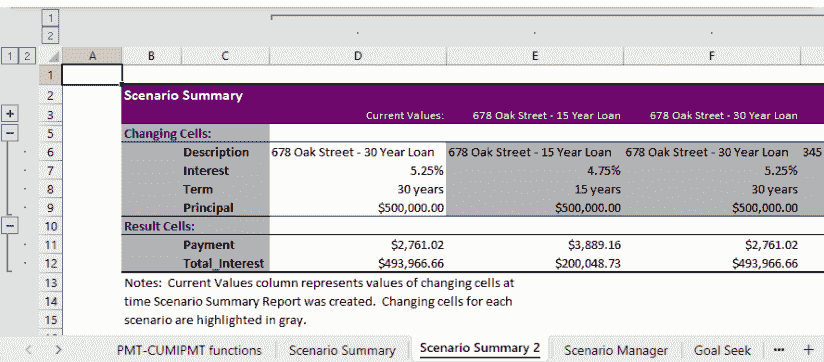 1
2
1 2
A B C D E F
1
2 Scenario Summary
3 Current Values: 678 Oak Street - 15 Year Loan 678 Oak Street - 30 Year Loan
5 Changing Cells:
6 Description 678 Oak Street - 30 Year Loan 678 Oak Street - 15 Year Loan 678 Oak Street - 30 Year Loan 345
7 Interest 5.25% 4.75% 5.25%
8 Term 30 years 15 years 30 years
9 Principal $500,000.00 $500,000.00 $500,000.00
10 Result Cells:
11 Payment $2,761.02 $3,889.16 $2,761.02
12 Total_Interest $493,966.66 $200,048.73 $493,966.66
13 Notes: Current Values column represents values of changing cells at
14 time Scenario Summary Report was created. Changing cells for each
15 scenario are highlighted in gray.
PMT-CUMIPMT functions Scenario Summary Scenario Summary 2 Scenario Manager Goal Seek ... +